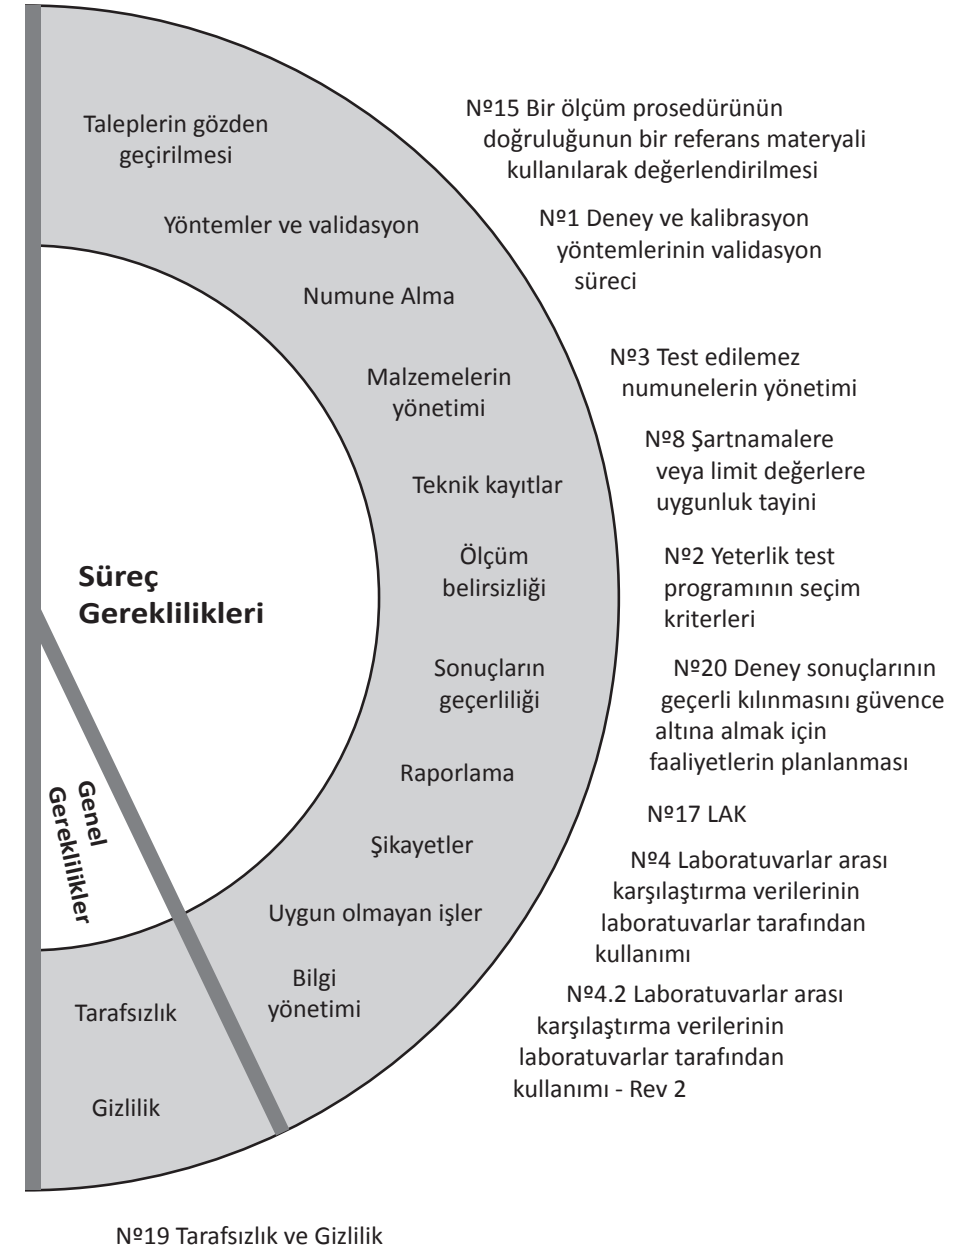 Taleplerin gözden
geçirilmesi
Yöntemler ve validasyon
Numune Alma
Malzemelerin
yönetimi
Teknik kayıtlar
Ölçüm
belirsizliği
Sonuçların
geçerliliği
Raporlama
Şikayetler
Uygun olmayan işler
Bilgi
yönetimi
Süreç
Gereklilikleri
Genel
Gereklilikler
Tarafsızlık
Gizlilik
Nº15 Bir ölçüm prosedürünün
doğruluğunun bir referans materyali
kullanılarak değerlendirilmesi
Nº1 Deney ve kalibrasyon
yöntemlerinin validasyon
süreci
Nº3 Test edilemez
numunelerin yönetimi
Nº8 Şartnamalere
veya limit değerlere
uygunluk tayini
Nº2 Yeterlik test
programının seçim
kriterleri
Nº20 Deney sonuçlarının
geçerli kılınmasını güvence
altına almak için
faaliyetlerin planlanması
Nº17 LAK
Nº4 Laboratuvarlar arası
karşılaştırma verilerinin
laboratuvarlar tarafından
kullanımı
Nº4.2 Laboratuvarlar arası
karşılaştırma verilerinin
laboratuvarlar tarafından
kullanımı - Rev 2
Nº19 Tarafsızlık ve Gizlilik